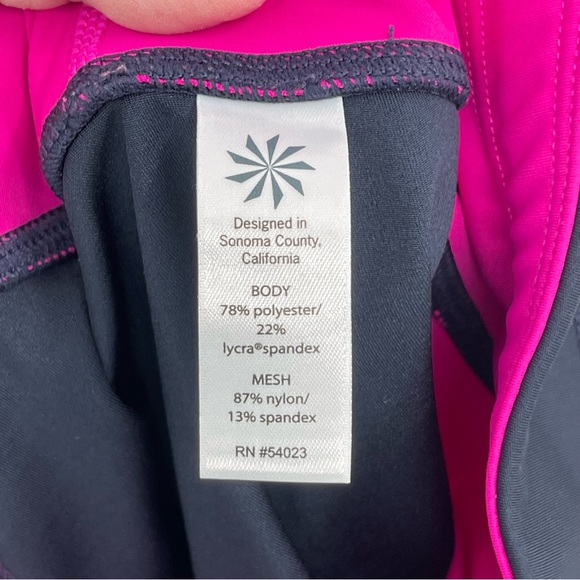 Designed in
Sonoma County,
California
BODY
78% polyester/
22%
lycra®spandex
MESH
87% nylon/
13% spandex
RN #54023